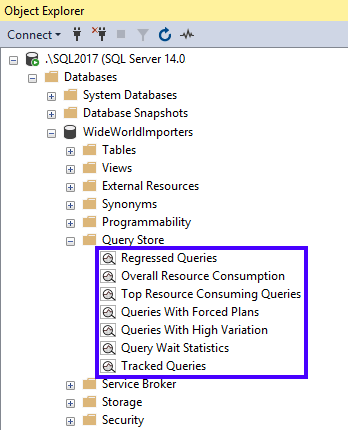 Object Explorer
Connect
.\SQL2017 (SQL Server 14.0
Databases
System Databases
Database Snapshots
WideWorldImporters
Tables
Views
External Resources
Synonyms
Programmability
Query Store
Regressed Queries
Overall Resource Consumption
Top Resource Consuming Queries
Queries With Forced Plans
Queries With High Variation
Query Wait Statistics
Tracked Queries
Service Broker
Storage
Security